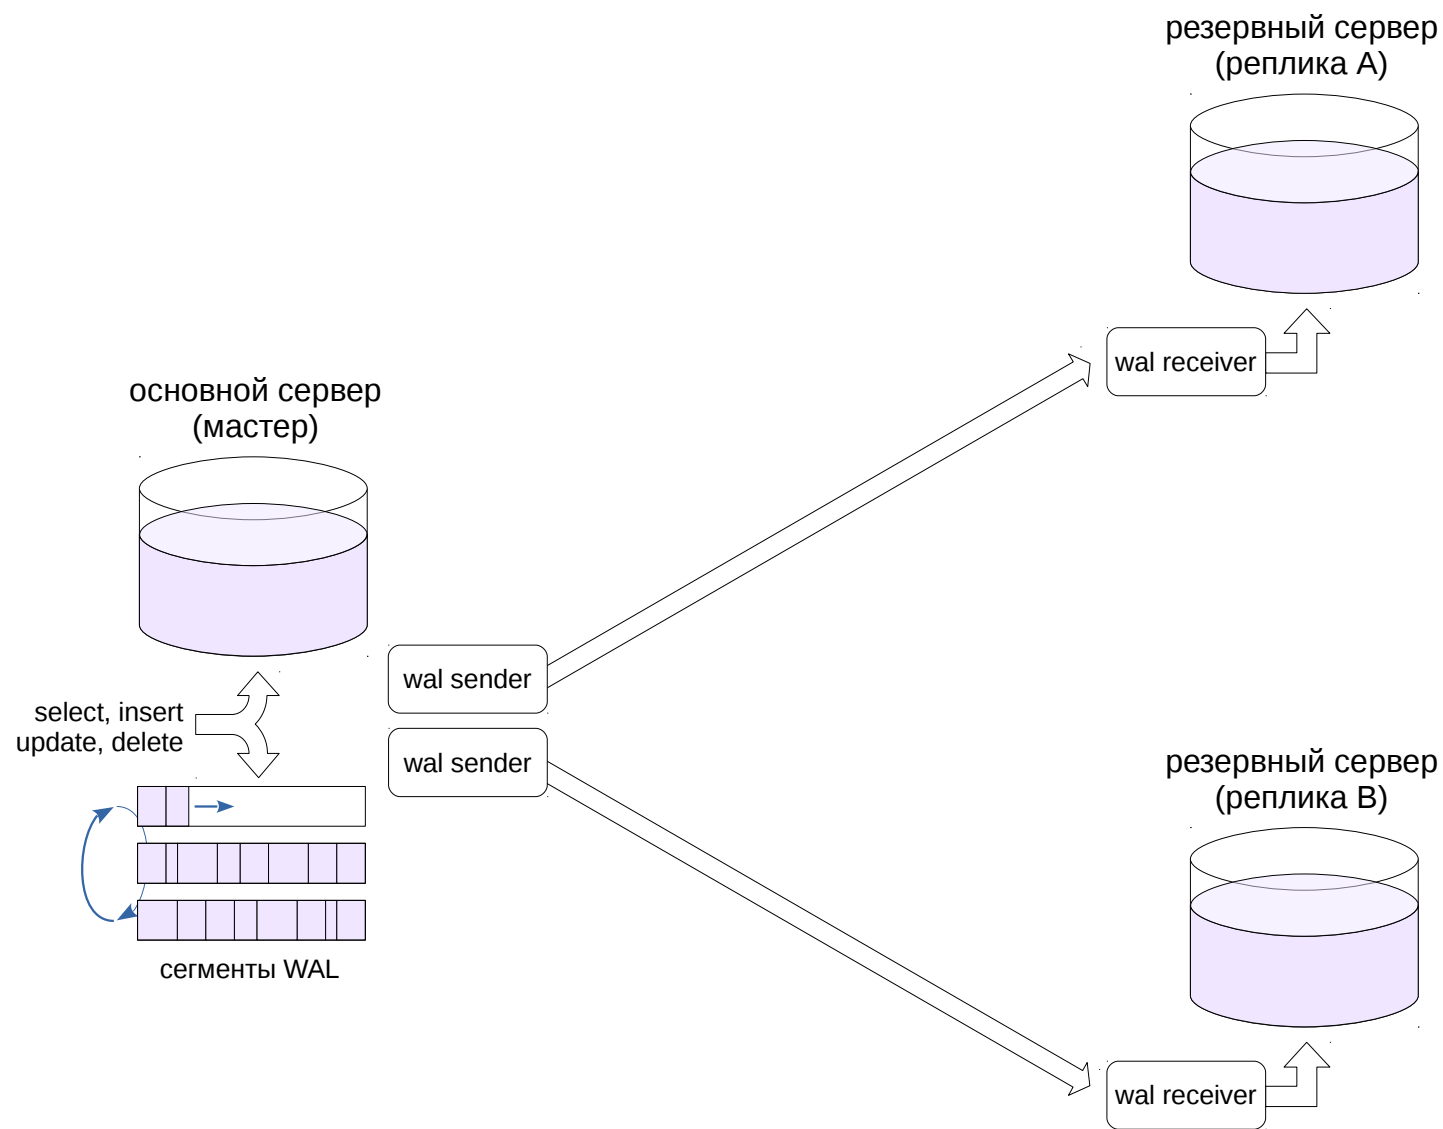 резервный сервер
(реплика A)
wal receiver
основной сервер
(мастер)
wal sender
select, insert
update, delete
wal sender
сегменты WAL
резервный сервер
(реплика B)
wal receiver